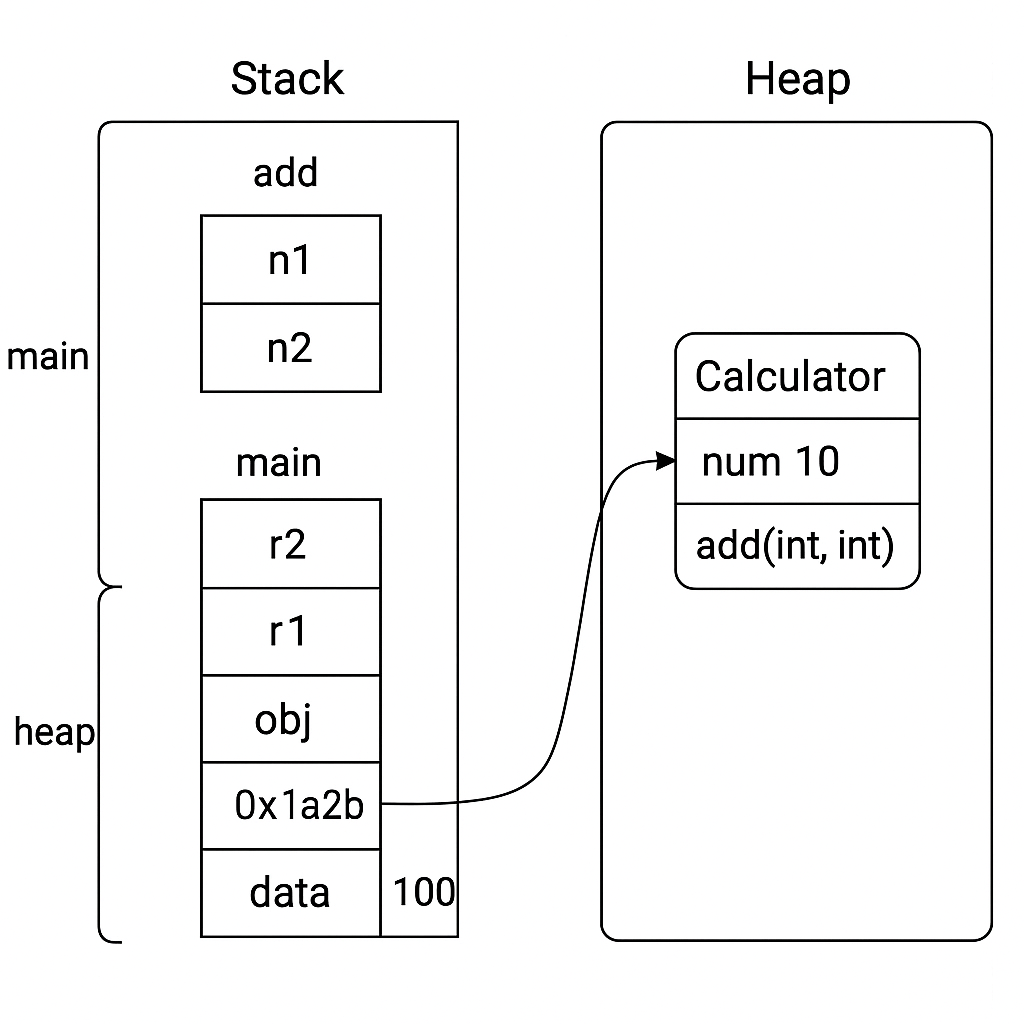 Stack
add
n1
n2
main
main
r2
r1
obj
heap
0x1a2b
data 100
Heap
Calculator
num 10
add(int, int)